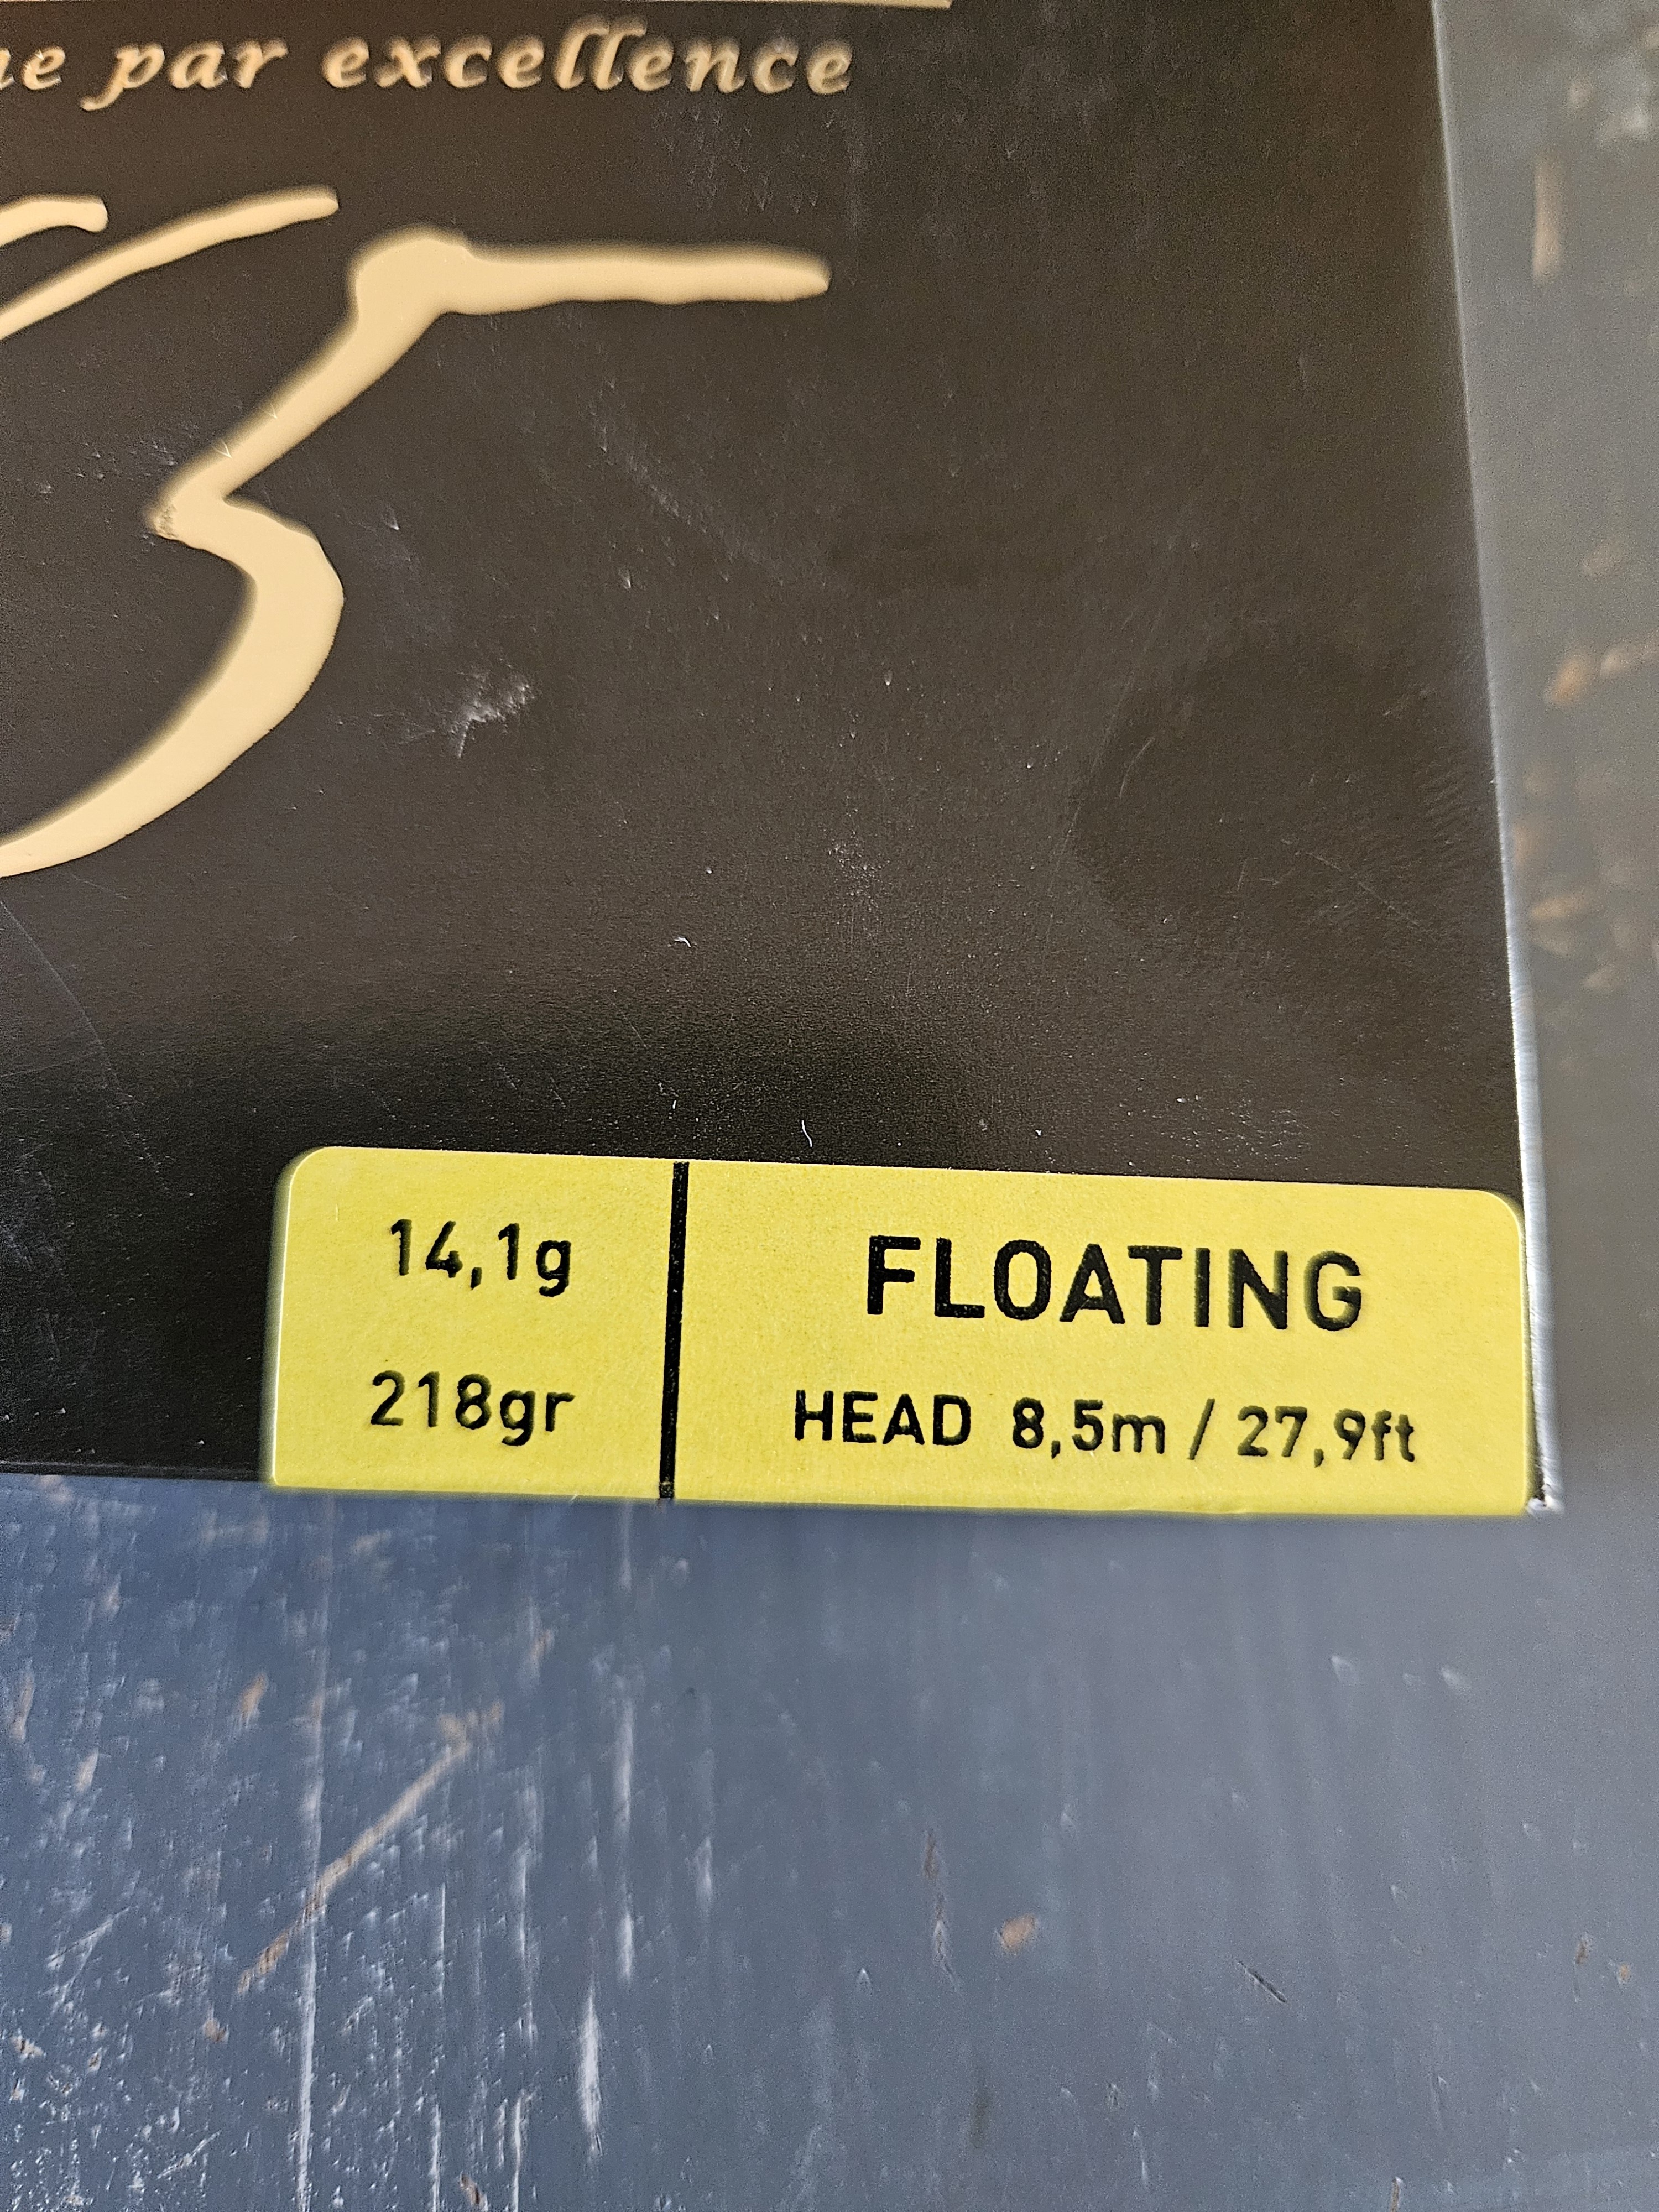 par excellence
14,1g
218gr
FLOATING
HEAD 8,5m / 27,9ft